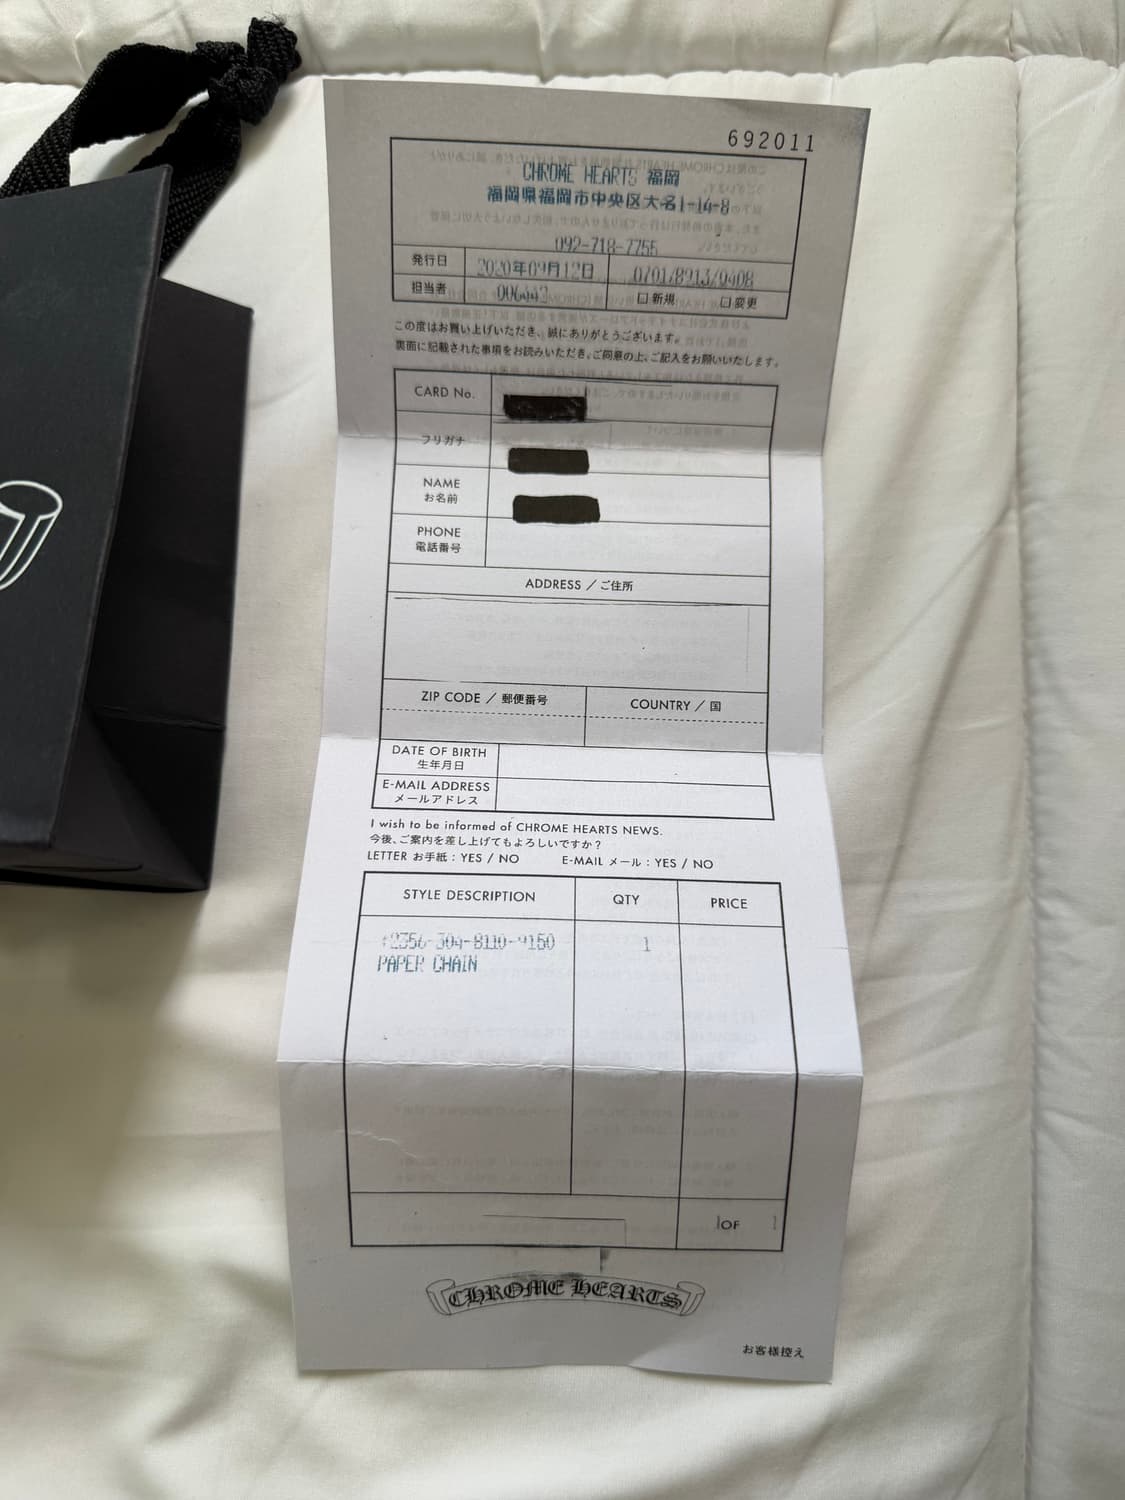 692011
CHROME HEARTS 福岡
福岡県福岡市中央区大名1-14-8
092-718-7755
発行日 2020年09月12日 0701/8913/0408
担当者 006442 □新規 □変更
この度はお買い上げいただき、誠にありがとうございます。
裏面に記載された事項をお読みいただき、ご同意の上、ご記入をお願いいたします。
CARD No.
フリガナ
NAME
お名前
PHONE
電話番号
ADDRESS / ご住所
ZIP CODE / 郵便番号 COUNTRY / 国
DATE OF BIRTH
生年月日
E-MAIL ADDRESS
メールアドレス
I wish to be informed of CHROME HEARTS NEWS.
今後、ご案内を差し上げてもよろしいですか？
LETTER お手紙：YES / NO E-MAIL メール：YES / NO
STYLE DESCRIPTION QTY PRICE
2356-304-8110-9150 1
PAPER CHAIN
1 OF 1
CHROME HEARTS
お客様控え